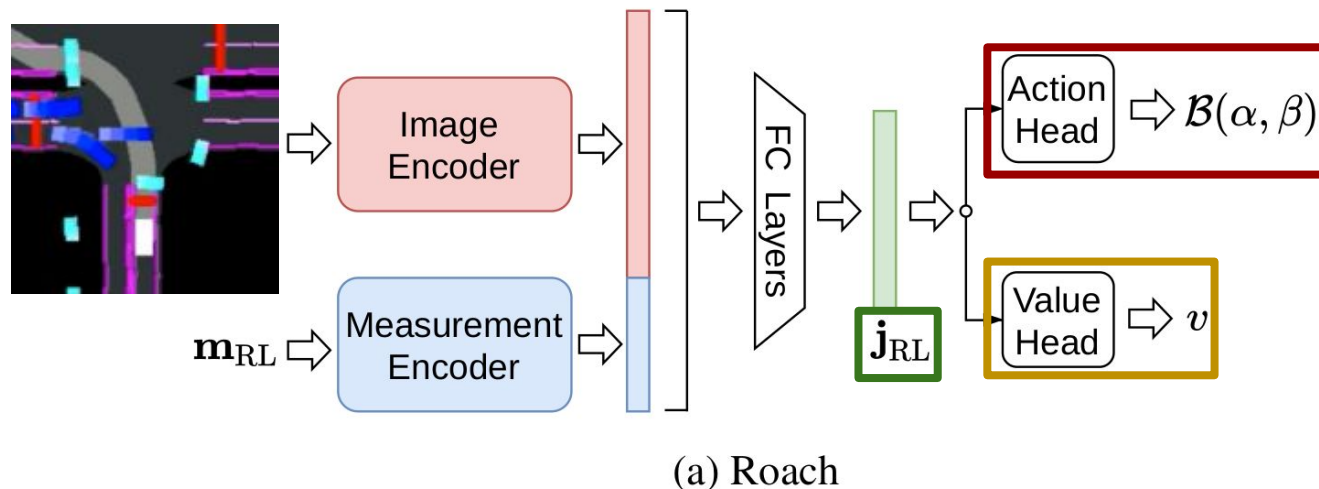 Image
Encoder
m_RL
Measurement
Encoder
FC Layers
j_RL
Action
Head
B(α, β)
Value
Head
v
(a) Roach